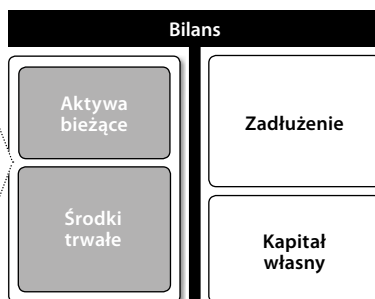 Bilans
Aktywa
bieżące
Środki
trwałe
Zadłużenie
Kapitał
własny